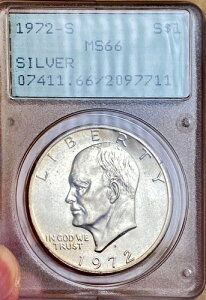 1972-S S$1
MS66
SILVER
07411.66/2097711
LIBERTY
IN GOD WE
TRUST
1972